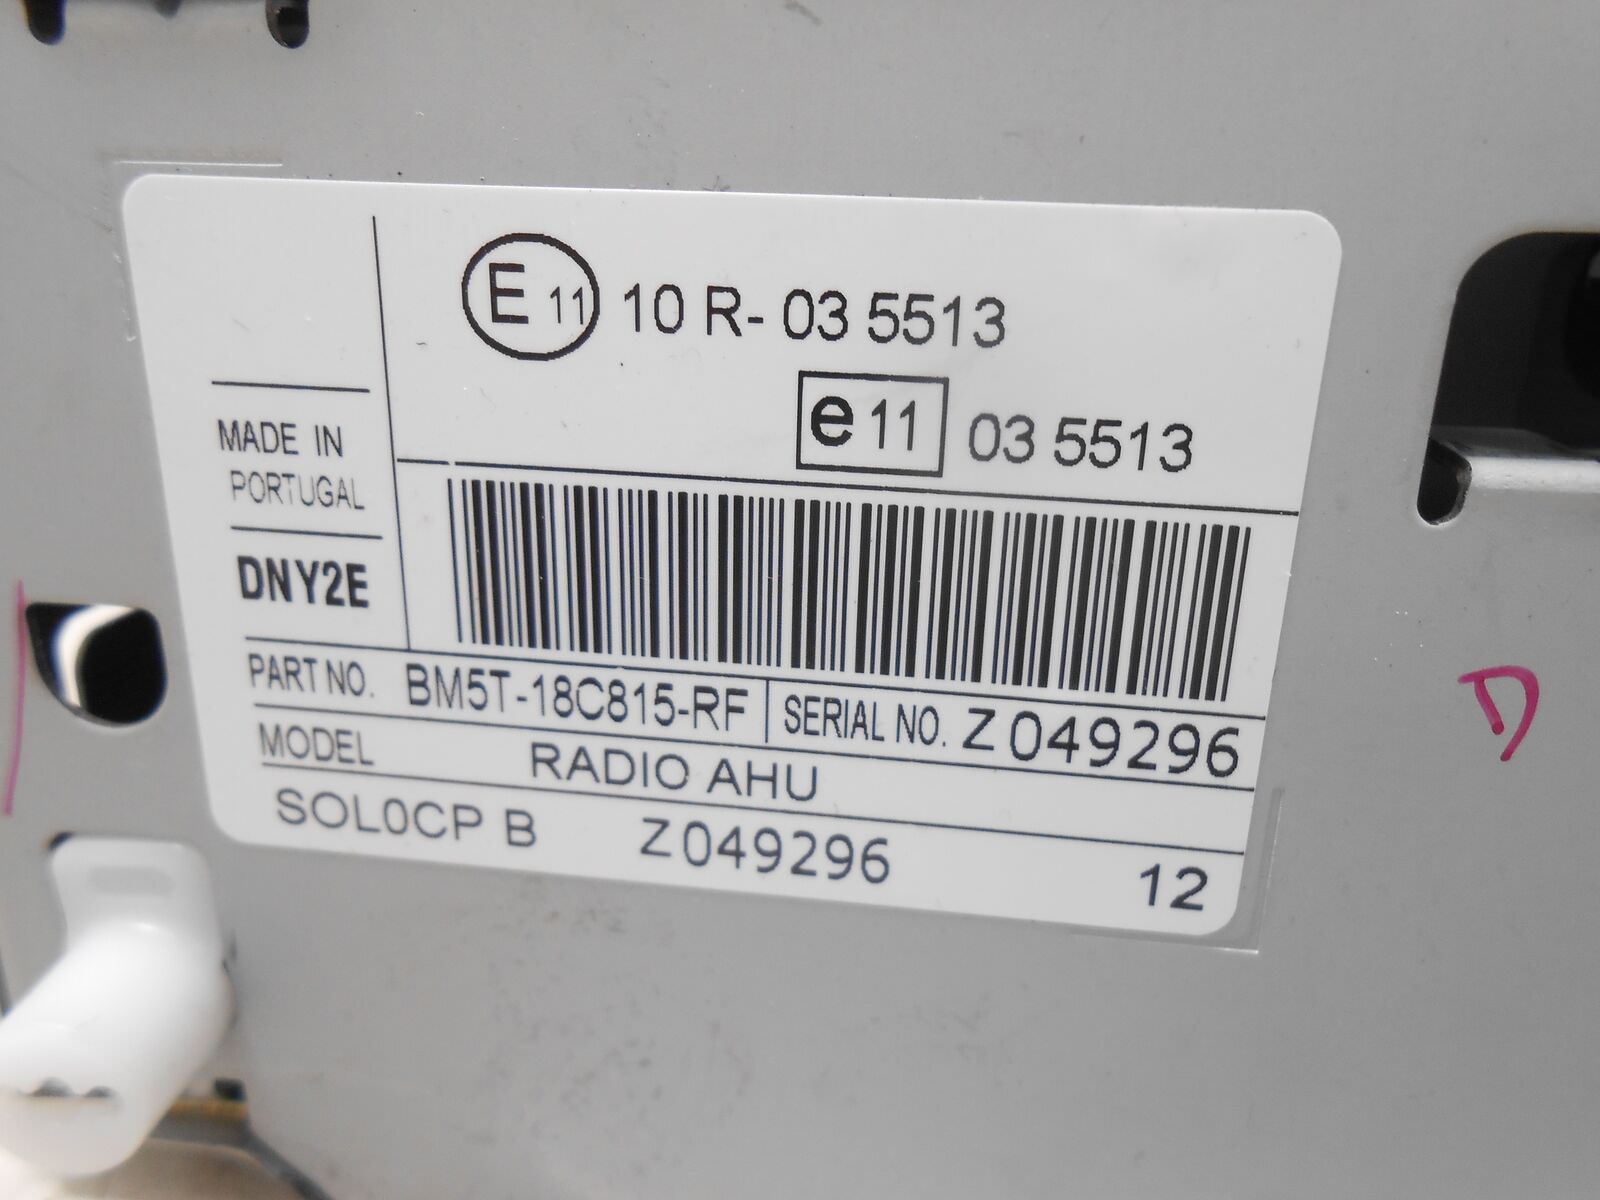 E 11 10 R- 03 5513
e 11 03 5513
MADE IN
PORTUGAL
DNY2E
PART NO. BM5T-18C815-RF SERIAL NO. Z049296
MODEL RADIO AHU
SOL0CP B Z049296 12
D